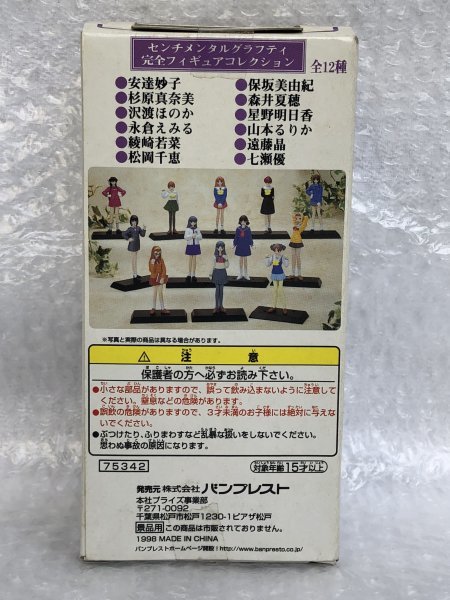 センチメンタルグラフティ
完全フィギュアコレクション
全12種
●安達妙子
●杉原真奈美
●沢渡ほのか
●永倉えみる
●綾崎若菜
●松岡千恵
●保坂美由紀
●森井夏穂
●星野明日香
●山本るりか
●遠藤晶
●七瀬優
※写真と実際の商品は異なる場合があります。
注意
保護者の方へ必ずお読み下さい。
●小さな部品がありますので、誤って飲み込まないように注意してください。窒息などの危険があります。
●誤飲の危険がありますので、3才未満のお子様には絶対に与えないでください。
●ぶつけたり、ふりまわすなど乱暴な扱いをしないでください。思わぬ事故の原因になります。
75342
対象年齢15才以上
発売元 株式会社バンプレスト
本社プライズ事業部
〒271-0092
千葉県松戸市松戸1230-1ピアザ松戸
景品用 この商品は市販されておりません。
1998 MADE IN CHINA
バンプレストホームページ開設!http://www.banpresto.co.jp/